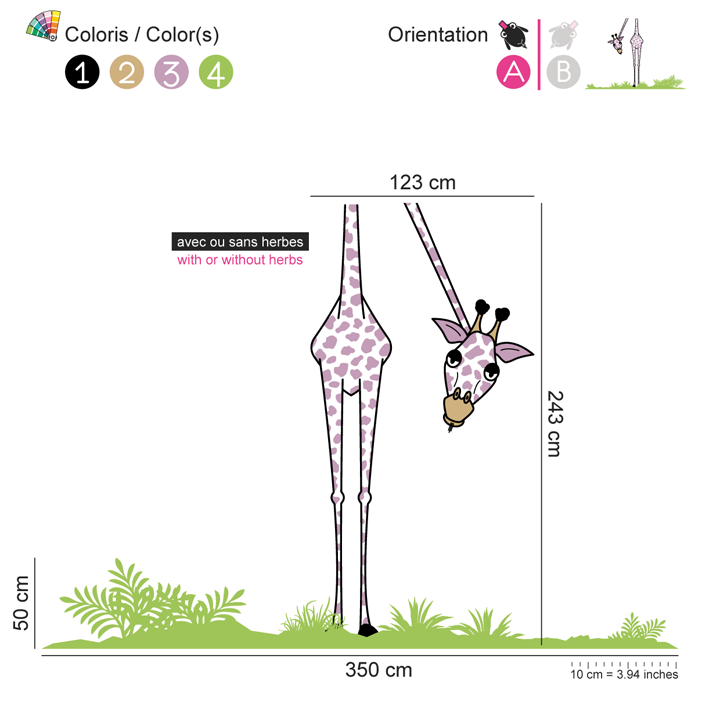 Coloris / Color(s)
Orientation
1 2 3 4
A B
123 cm
avec ou sans herbes
with or without herbs
243 cm
50 cm
350 cm
10 cm = 3.94 inches